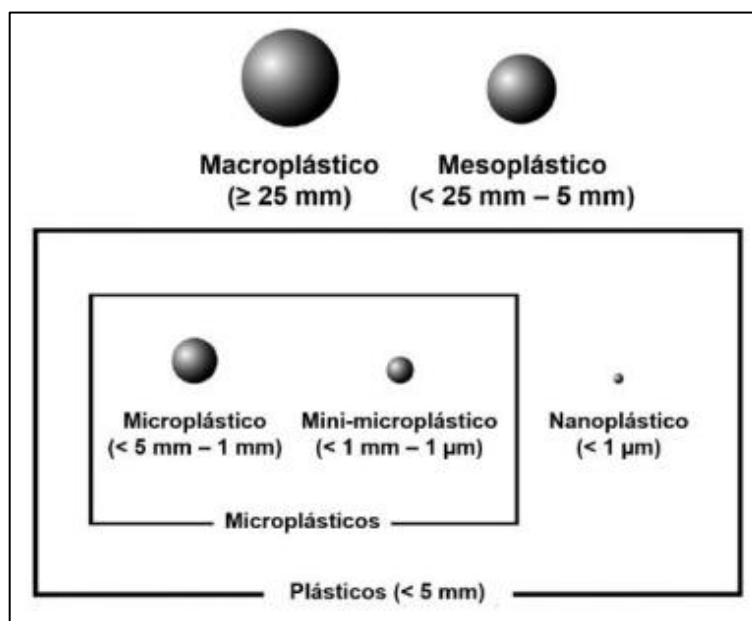 Macroplástico
(≥ 25 mm)
Mesoplástico
(< 25 mm – 5 mm)
Microplástico
(< 5 mm – 1 mm)
Mini-microplástico
(< 1 mm – 1 µm)
Nanoplástico
(< 1 µm)
Microplásticos
Plásticos (< 5 mm)